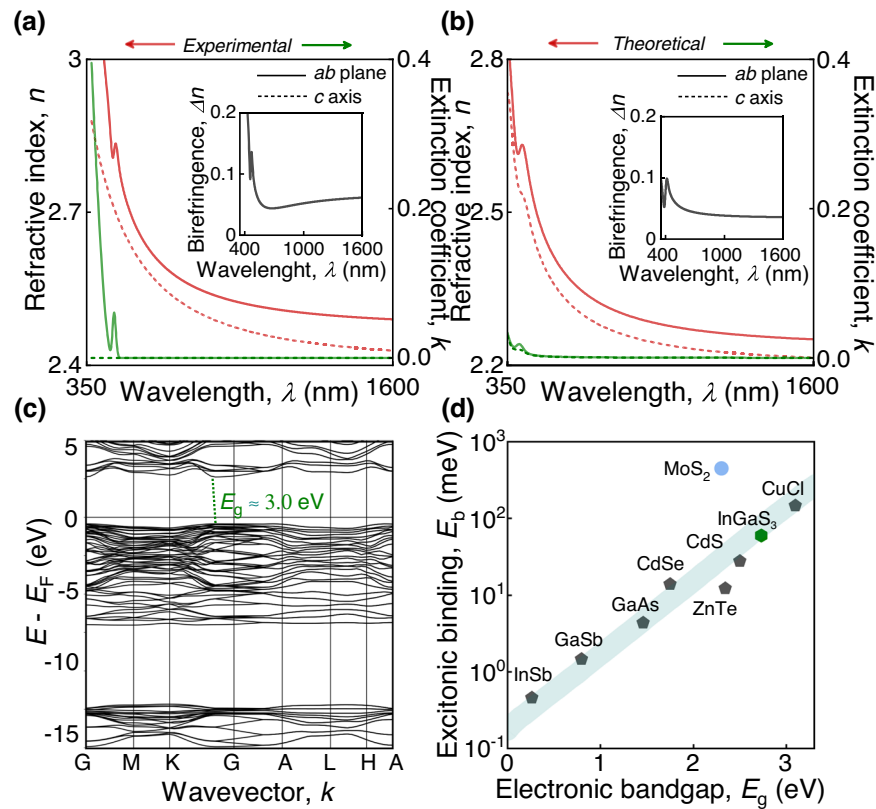 (a)
Experimental
Refractive index, n
3
2.7
2.4
Extinction coefficient, k
0.4
0.2
0.0
350
1600
Wavelength, λ (nm)
ab plane
c axis
Birefringence, Δn
0.2
0.1
0
400
1000
1600
Wavelenght, λ (nm)
(b)
Theoretical
Refractive index, n
2.8
2.5
2.2
Extinction coefficient, k
0.4
0.2
0.0
350
1600
Wavelength, λ (nm)
ab plane
c axis
Birefringence, Δn
0.2
0.1
0
400
1000
1600
Wavelenght, λ (nm)
(c)
E - E_F (eV)
5
0
-5
-10
-15
E_g ≈ 3.0 eV
G M K G A L H A
Wavevector, k
(d)
Excitonic binding, E_b (meV)
10³
10²
10¹
10⁰
10⁻¹
MoS₂
CuCl
InGaS₃
CdS
CdSe
ZnTe
GaAs
GaSb
InSb
0 1 2 3
Electronic bandgap, E_g (eV)